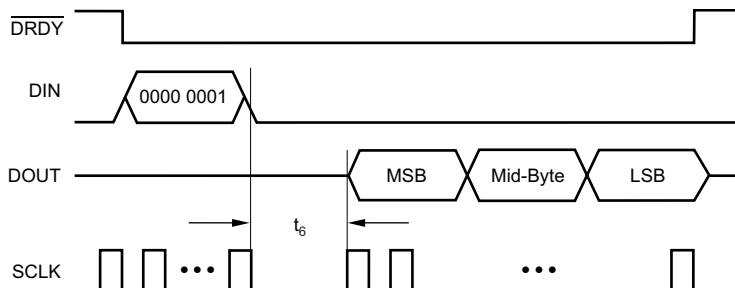 DRDY
DIN
0000 0001
DOUT
MSB
Mid-Byte
LSB
t6
SCLK